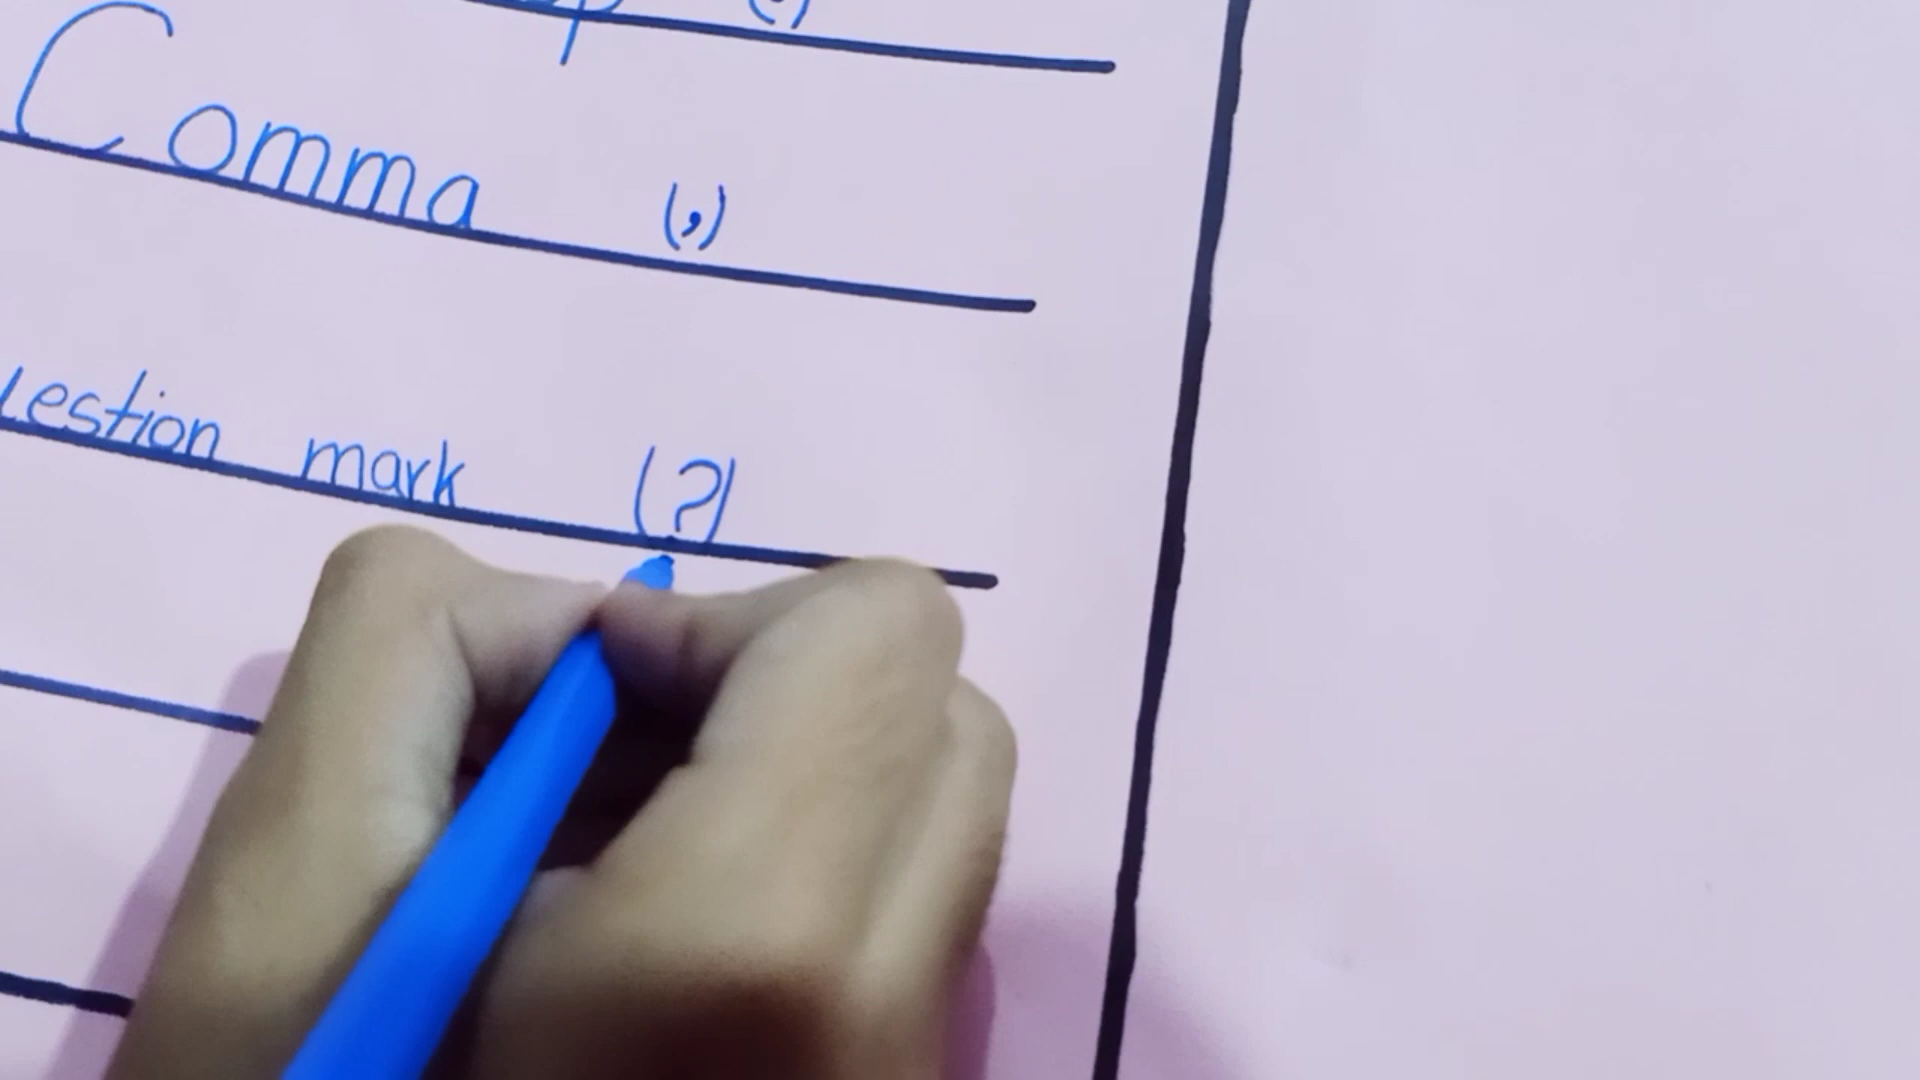 Comma (,)
uestion mark (?)